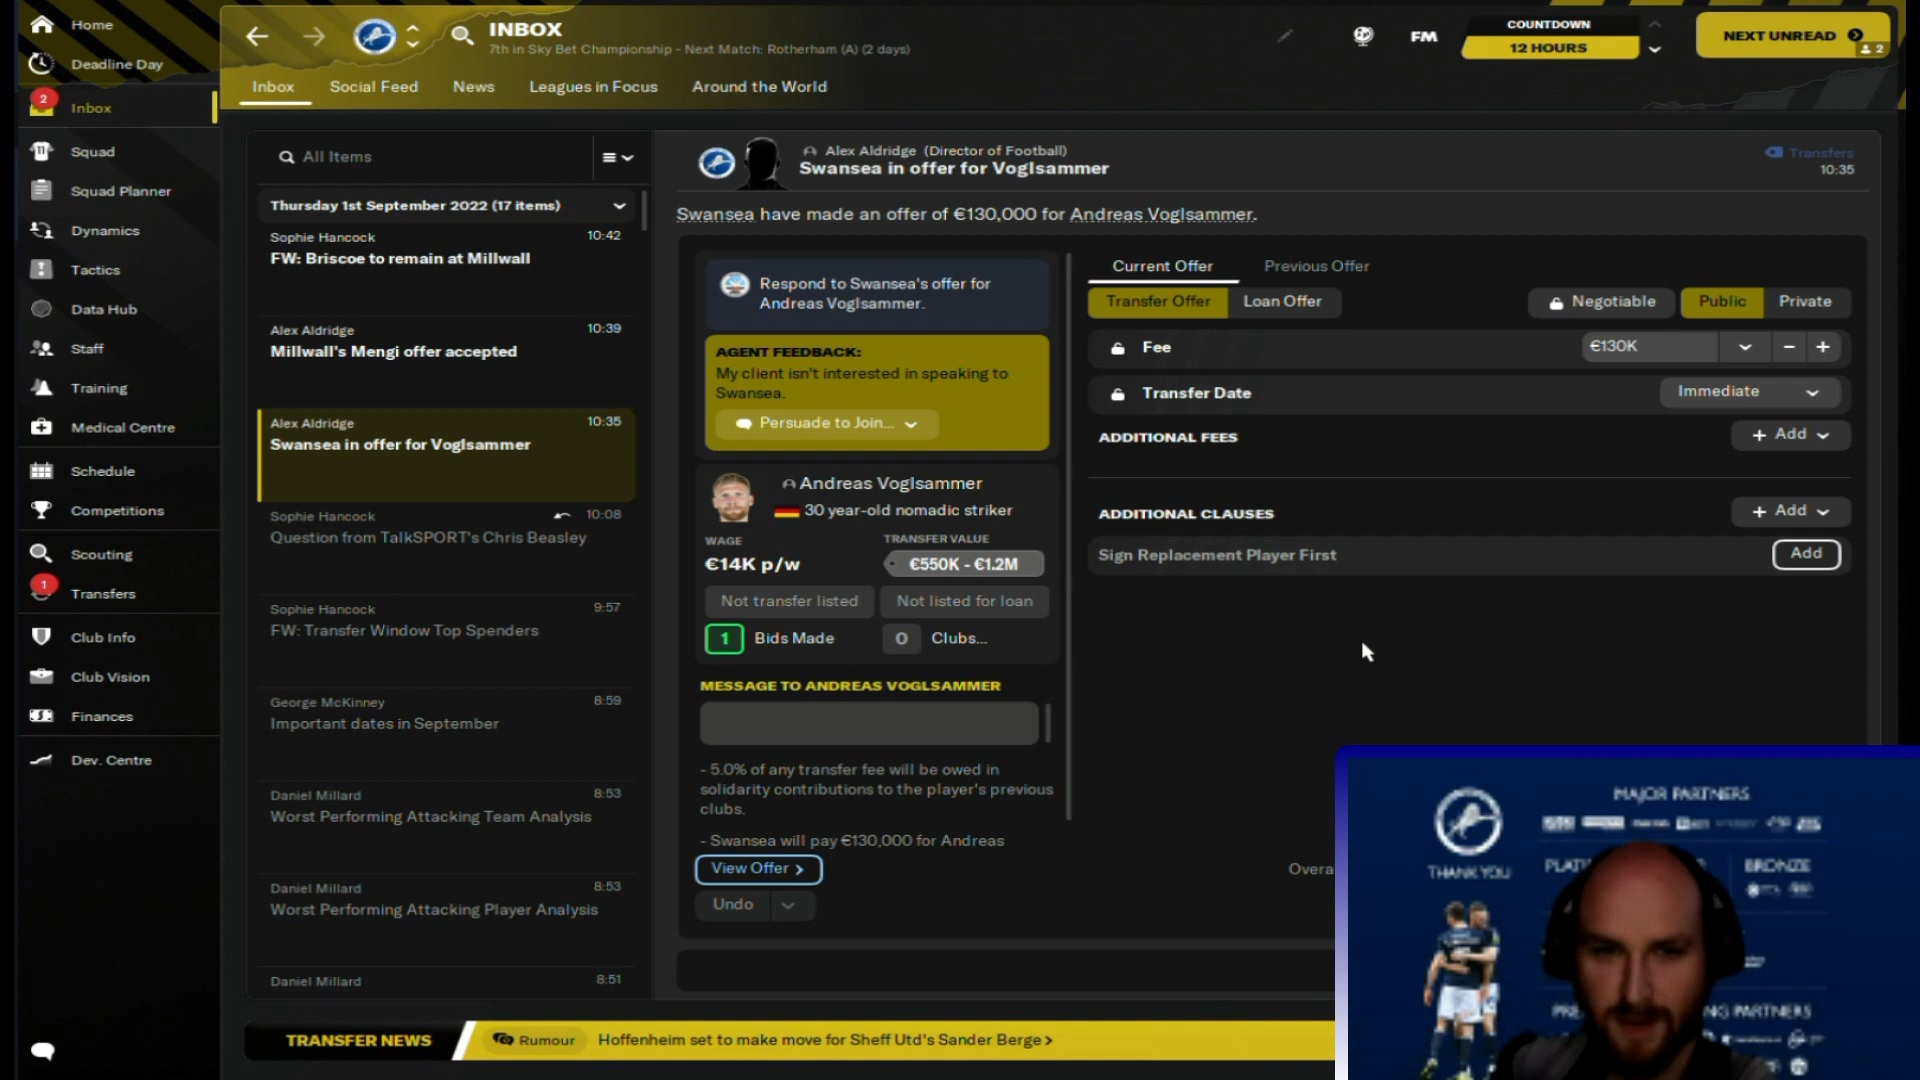 Home
Deadline Day
2
Inbox
Squad
Squad Planner
Dynamics
Tactics
Data Hub
Staff
Training
Medical Centre
Schedule
Competitions
Scouting
1
Transfers
Club Info
Club Vision
Finances
Dev. Centre
INBOX
7th in Sky Bet Championship - Next Match: Rotherham (A) (2 days)
FM
COUNTDOWN
12 HOURS
NEXT UNREAD
2
Inbox
Social Feed
News
Leagues in Focus
Around the World
All Items
Thursday 1st September 2022 (17 items)
Sophie Hancock 10:42
FW: Briscoe to remain at Millwall
Alex Aldridge 10:39
Millwall's Mengi offer accepted
Alex Aldridge 10:35
Swansea in offer for Voglsammer
Sophie Hancock 10:08
Question from TalkSPORT's Chris Beasley
Sophie Hancock 9:57
FW: Transfer Window Top Spenders
George McKinney 8:59
Important dates in September
Daniel Millard 8:53
Worst Performing Attacking Team Analysis
Daniel Millard 8:53
Worst Performing Attacking Player Analysis
Daniel Millard 8:51
Alex Aldridge (Director of Football)
Swansea in offer for Voglsammer
Transfers
10:35
Swansea have made an offer of €130,000 for Andreas Voglsammer.
Respond to Swansea's offer for
Andreas Voglsammer.
AGENT FEEDBACK:
My client isn't interested in speaking to
Swansea.
Persuade to Join...
Andreas Voglsammer
30 year-old nomadic striker
WAGE
€14K p/w
TRANSFER VALUE
€550K - €1.2M
Not transfer listed
Not listed for loan
1 Bids Made
0 Clubs...
MESSAGE TO ANDREAS VOGLSAMMER
- 5.0% of any transfer fee will be owed in
solidarity contributions to the player's previous
clubs.
- Swansea will pay €130,000 for Andreas
View Offer >
Undo
Current Offer
Previous Offer
Transfer Offer
Loan Offer
Negotiable
Public
Private
Fee
€130K
- +
Transfer Date
Immediate
ADDITIONAL FEES
+ Add
ADDITIONAL CLAUSES
+ Add
Sign Replacement Player First
Add
Overa
TRANSFER NEWS
Rumour
Hoffenheim set to make move for Sheff Utd's Sander Berge >
MAJOR PARTNERS
THANK YOU
BRONZE